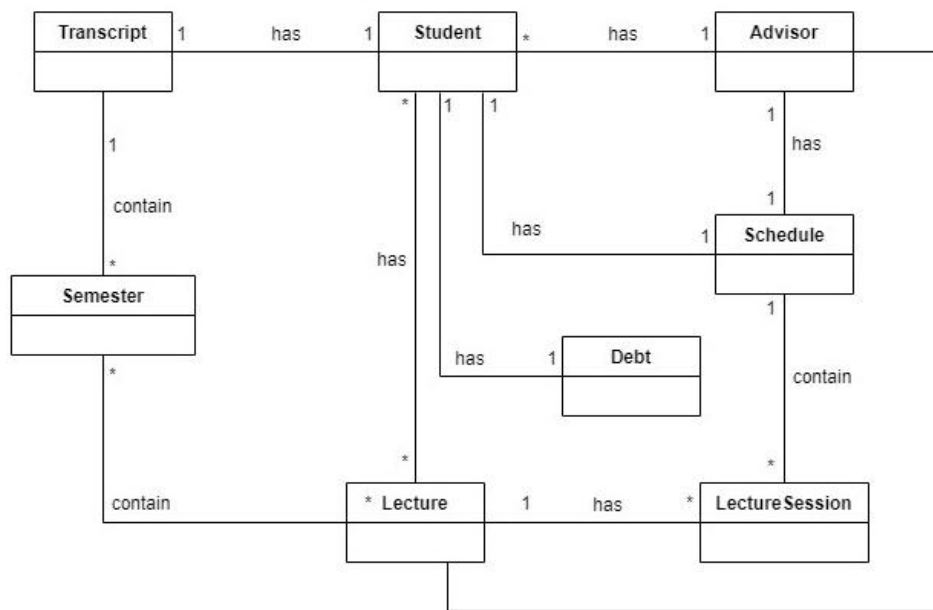 Transcript 1 has 1 Student * has 1 Advisor
* 1 1 1
1 has
contain 1
has 1 Schedule
has
* 1
Semester
has 1 Debt
* contain
* *
contain * Lecture 1 has * LectureSession